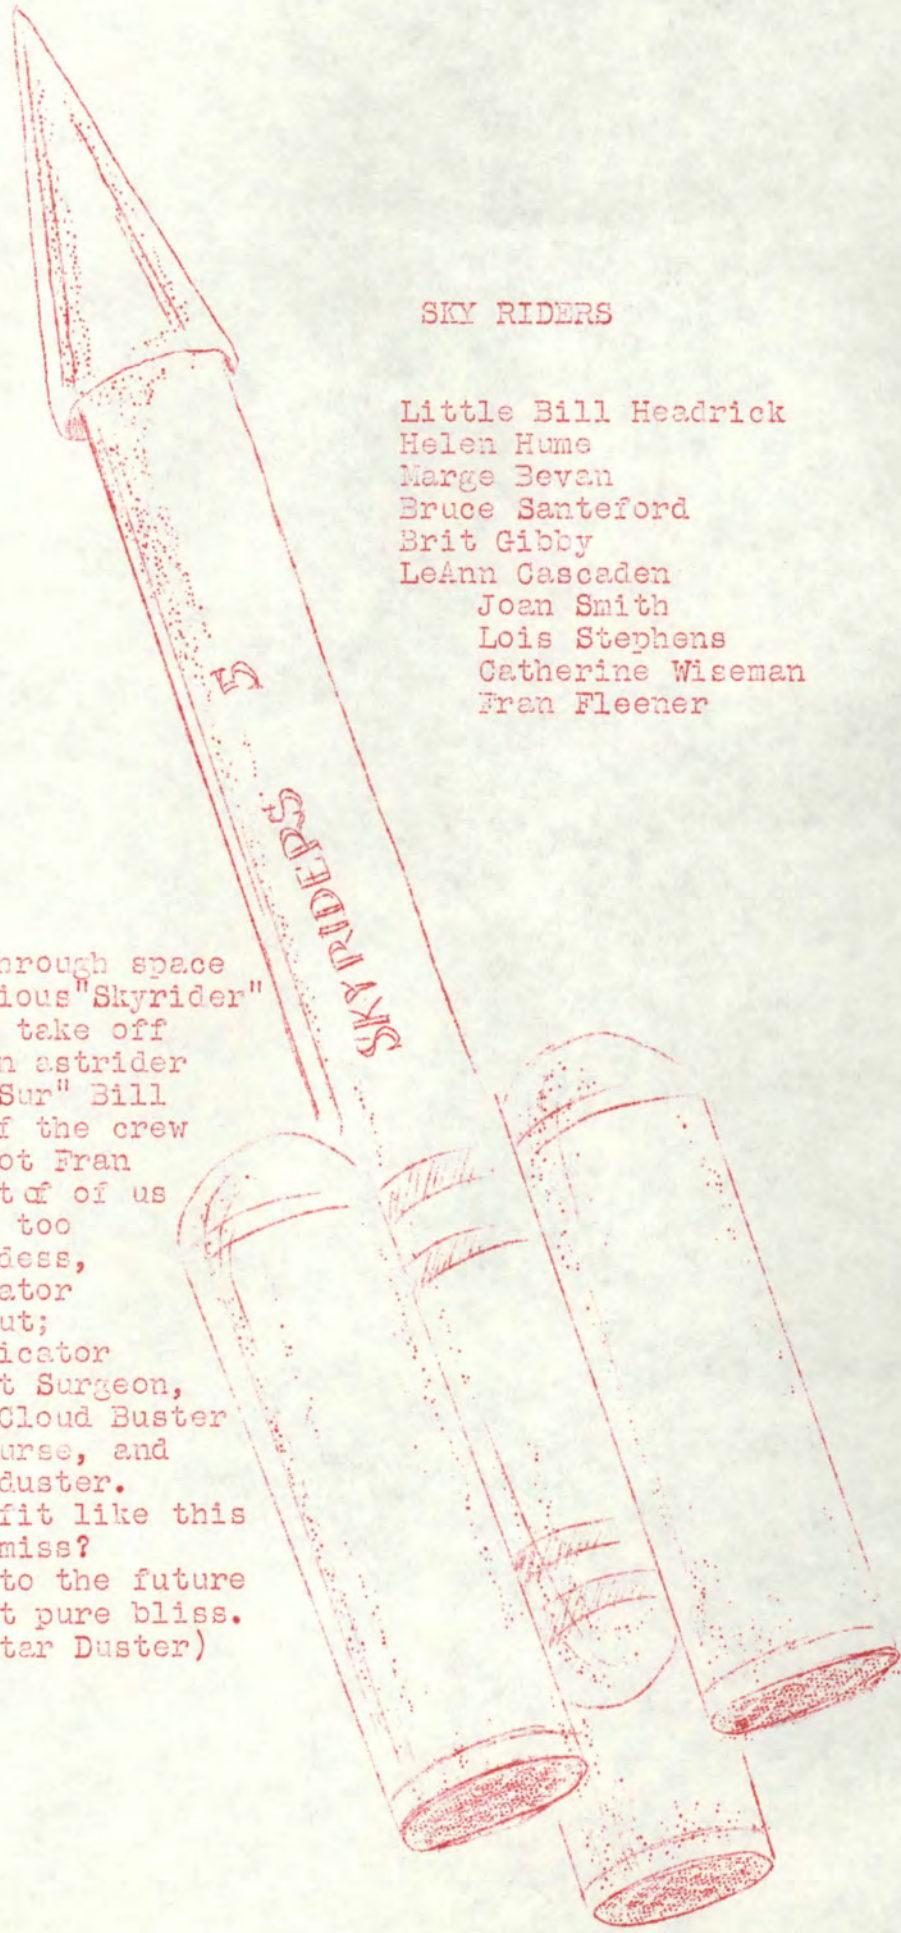 SKY RIDERS
Little Bill Headrick
Helen Hume
Marge Bevan
Bruce Santeford
Brit Gibby
LeAnn Cascaden
Joan Smith
Lois Stephens
Catherine Wiseman
Fran Fleener
5
SKY RIDERS
hrough space
ious"Skyrider"
take off
n astrider
Sur" Bill
f the crew
ot Fran
t of of us
too
dess,
ator
ut;
icator
t Surgeon,
Cloud Buster
urse, and
duster.
fit like this
miss?
to the future
t pure bliss.
tar Duster)